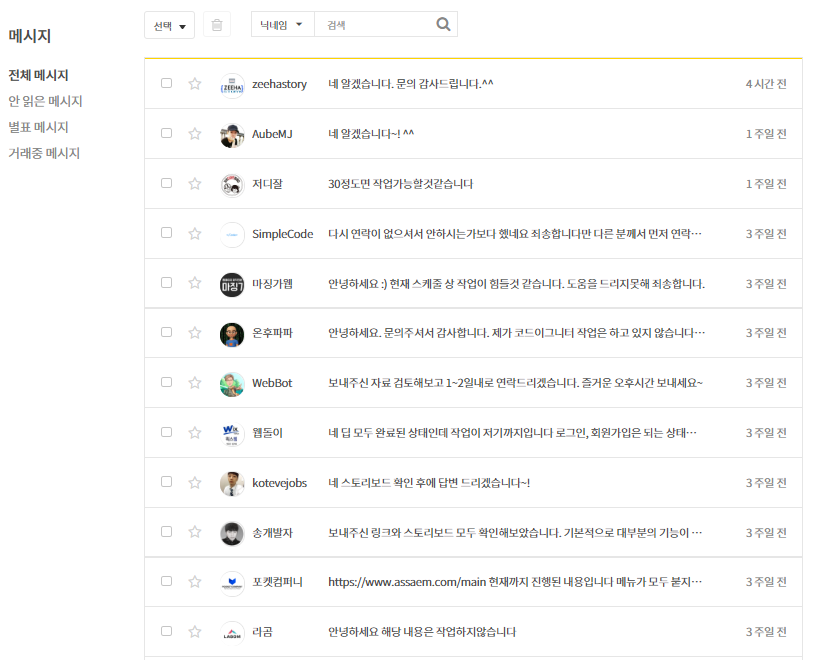 메시지
전체 메시지
안 읽은 메시지
별표 메시지
거래중 메시지
선택
닉네임
검색
zeehastory 네 알겠습니다. 문의 감사드립니다.^^ 4 시간 전
AubeMJ 네 알겠습니다~! ^^ 1 주일 전
저디잘 30정도면 작업가능할것같습니다 1 주일 전
SimpleCode 다시 연락이 없으셔서 안하시는가보다 했네요 죄송합니다만 다른 분께서 먼저 연락… 3 주일 전
마징가웹 안녕하세요 :) 현재 스케줄 상 작업이 힘들것 같습니다. 도움을 드리지못해 죄송합니다. 3 주일 전
온후파파 안녕하세요. 문의주셔서 감사합니다. 제가 코드이그니터 작업은 하고 있지 않습니다… 3 주일 전
WebBot 보내주신 자료 검토해보고 1~2일내로 연락드리겠습니다. 즐거운 오후시간 보내세요~ 3 주일 전
웹돌이 네 딥 모두 완료된 상태인데 작업이 저기까지입니다 로그인, 회원가입은 되는 상태… 3 주일 전
kotevejobs 네 스토리보드 확인 후에 답변 드리겠습니다~! 3 주일 전
송개발자 보내주신 링크와 스토리보드 모두 확인해보았습니다. 기본적으로 대부분의 기능이 … 3 주일 전
포켓컴퍼니 https://www.assaem.com/main 현재까지 진행된 내용입니다 메뉴가 모두 붙지… 3 주일 전
라곰 안녕하세요 해당 내용은 작업하지않습니다 3 주일 전